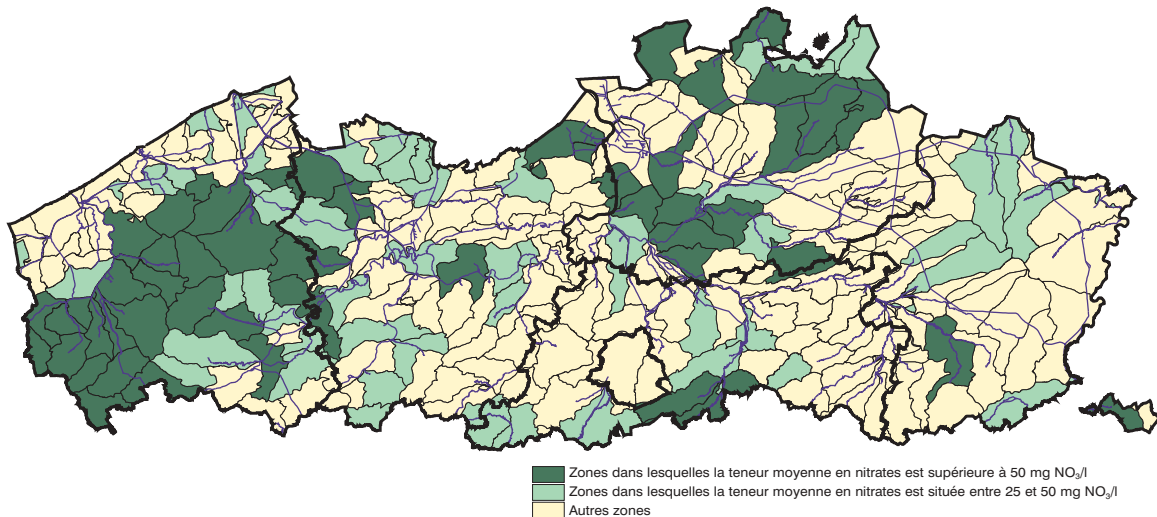 Zones dans lesquelles la teneur moyenne en nitrates est supérieure à 50 mg NO₃/l
Zones dans lesquelles la teneur moyenne en nitrates est située entre 25 et 50 mg NO₃/l
Autres zones